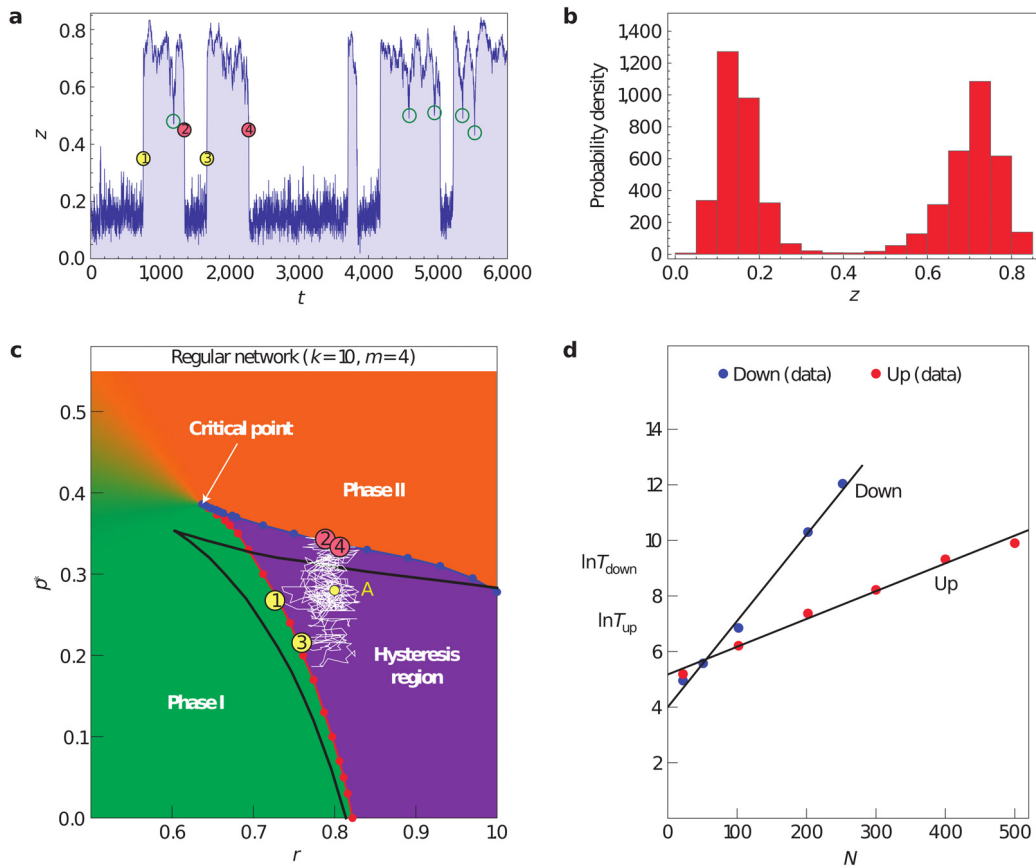 a
0.8
0.6
z
0.4
0.2
0.0
1
2
3
4
0
1,000
2,000
3,000
4,000
5,000
6,000
t
b
Probability density
1,400
1,200
1,000
800
600
400
200
0
0.0
0.2
0.4
0.6
0.8
z
c
Regular network (k=10, m=4)
p*
0.5
0.4
0.3
0.2
0.1
0.0
Critical point
Phase II
2
4
A
1
3
Hysteresis
region
Phase I
0.6
0.7
0.8
0.9
1.0
r
d
Down (data)
Up (data)
14
12
10
8
6
4
2
lnTdown
lnTup
Down
Up
0
100
200
300
400
500
N